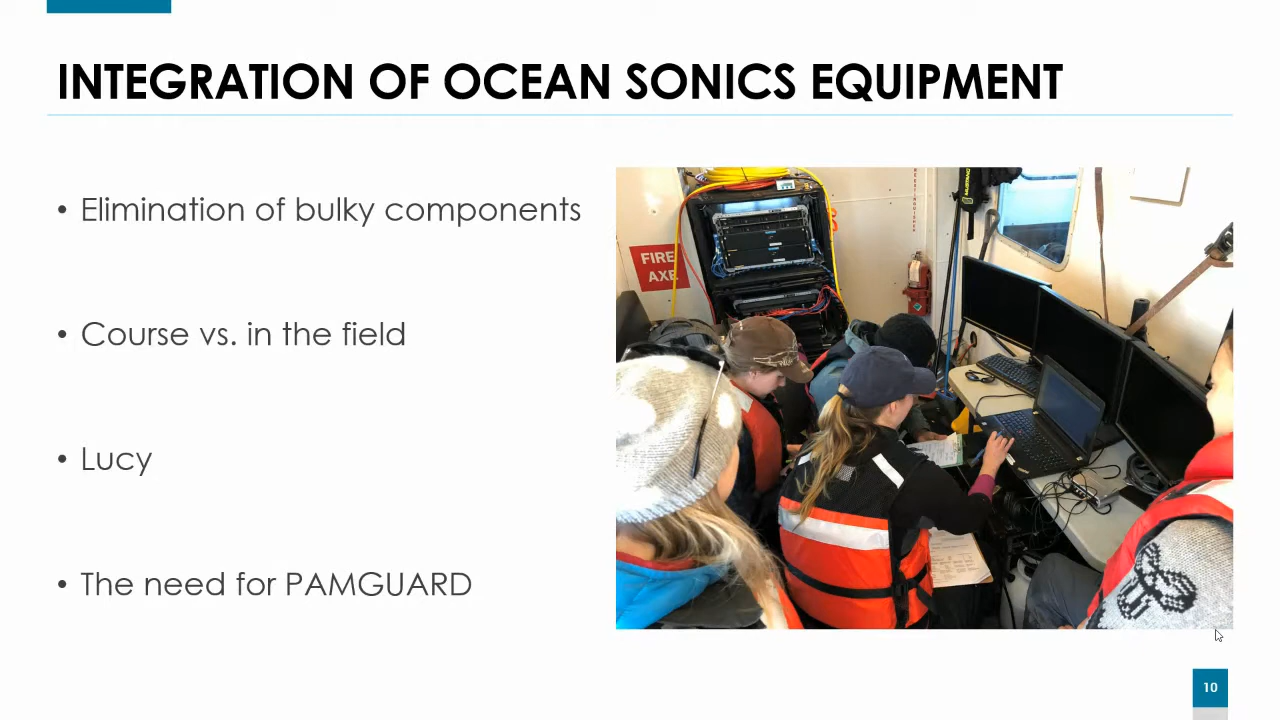 INTEGRATION OF OCEAN SONICS EQUIPMENT
• Elimination of bulky components
• Course vs. in the field
• Lucy
• The need for PAMGUARD
FIRE
AXE
10